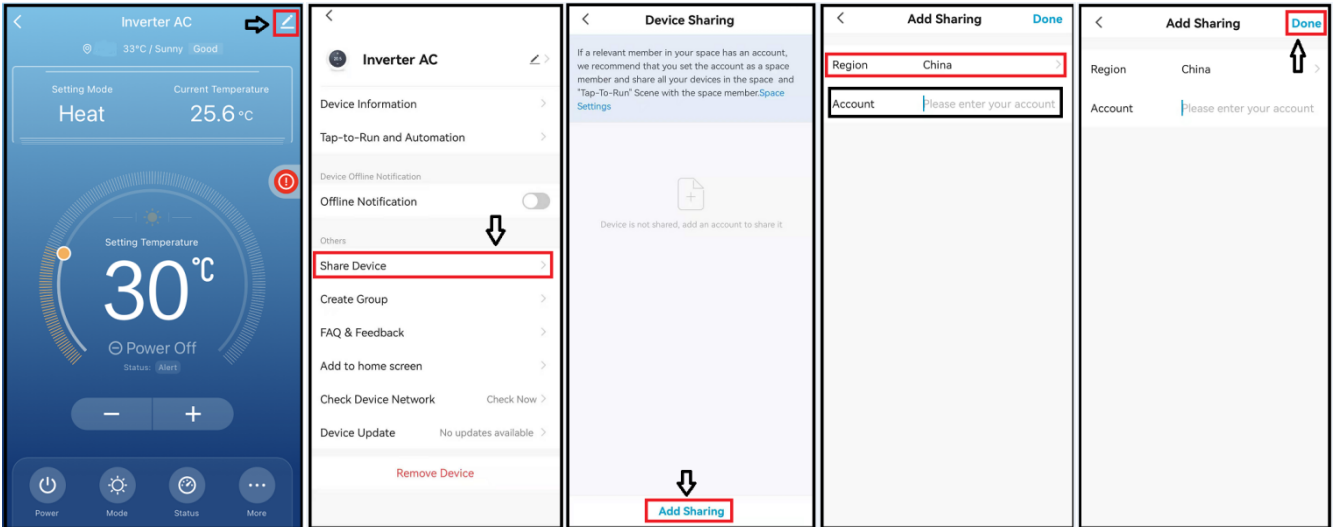 Inverter AC
33°C / Sunny Good
Setting Mode
Current Temperature
Heat
25.6 °C
Setting Temperature
30°C
Power Off
Status: Alert
Power
Mode
Status
More
Inverter AC
Device Information
Tap-to-Run and Automation
Device Offline Notification
Offline Notification
Others
Share Device
Create Group
FAQ & Feedback
Add to home screen
Check Device Network
Check Now
Device Update
No updates available
Remove Device
Device Sharing
If a relevant member in your space has an account,
we recommend that you set the account as a space
member and share all your devices in the space and
"Tap-To-Run" Scene with the space member.Space
Settings
Device is not shared, add an account to share it
Add Sharing
Add Sharing
Done
Region
China
Account
Please enter your account
Add Sharing
Done
Region
China
Account
Please enter your account